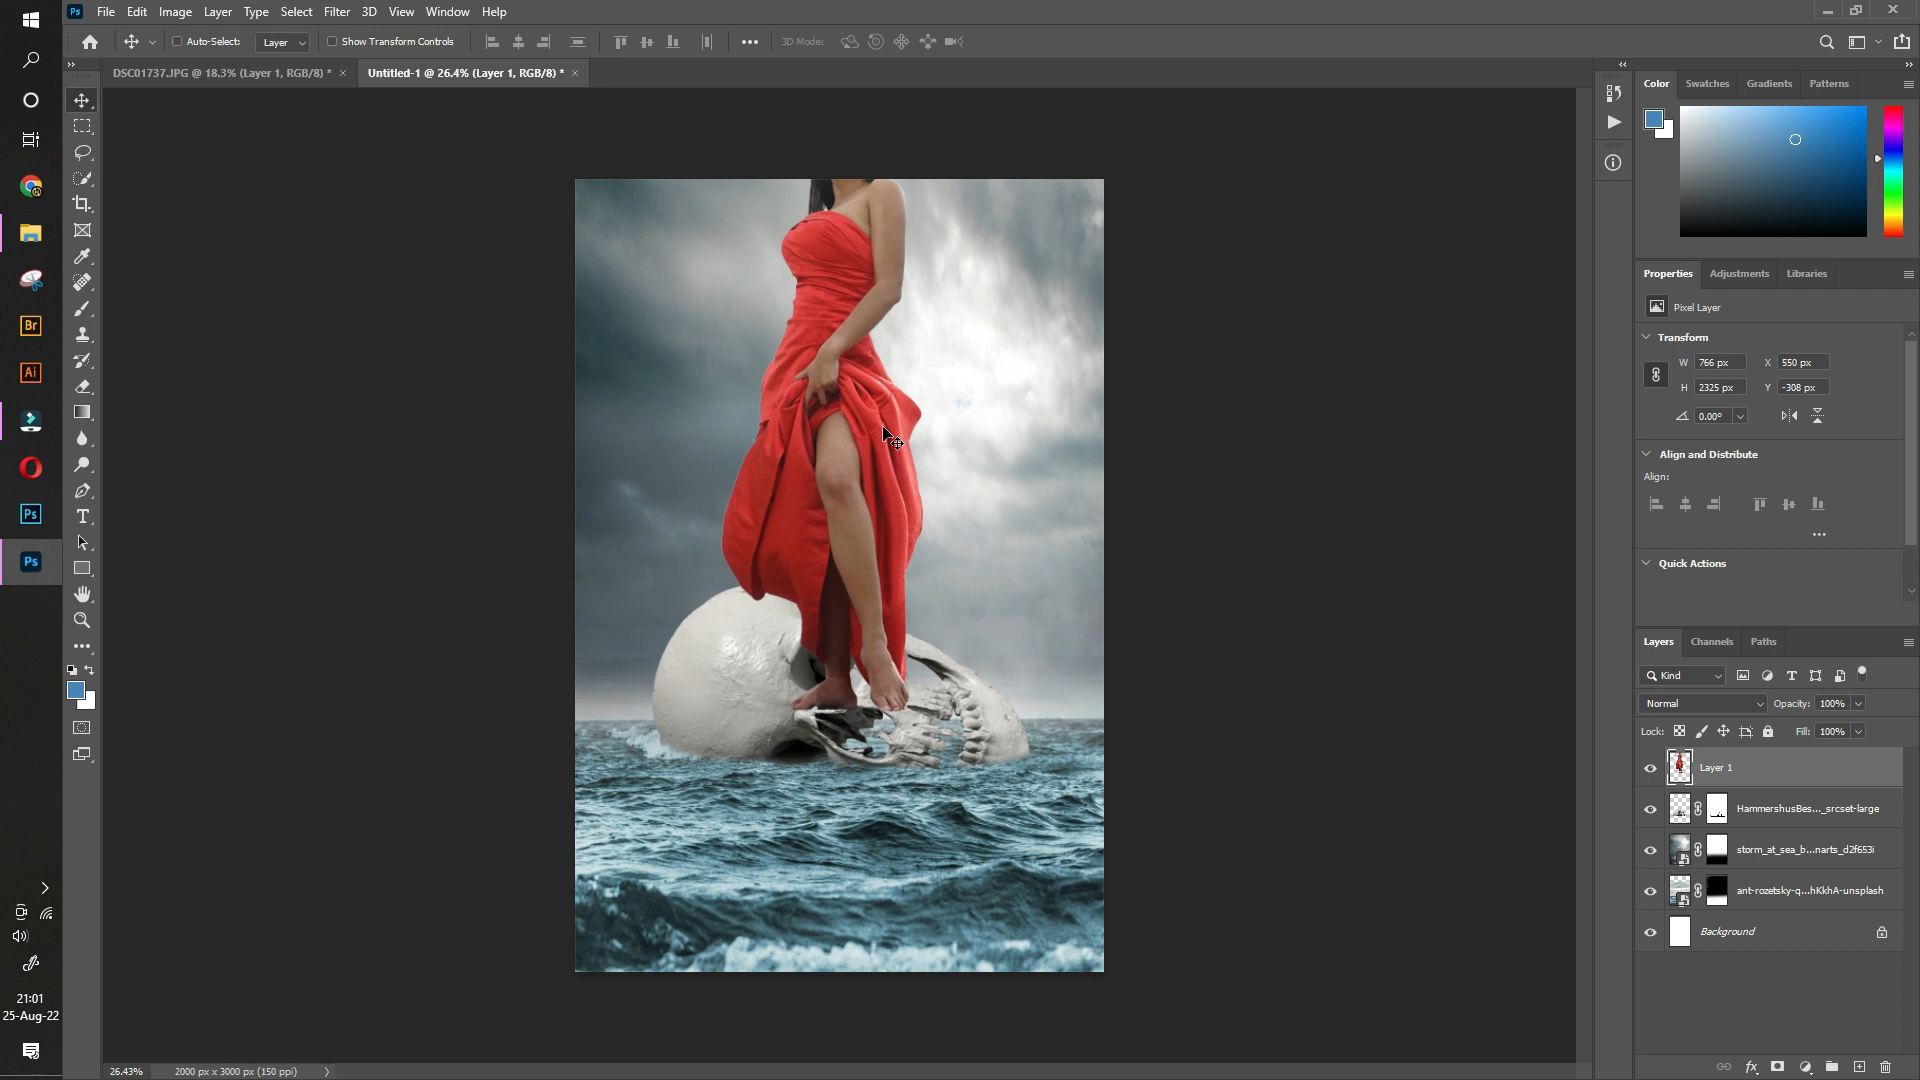 Ps File Edit Image Layer Type Select Filter 3D View Window Help
Auto-Select: Layer Show Transform Controls 3D Mode:
DSC01737.JPG @ 18.3% (Layer 1, RGB/8) * × Untitled-1 @ 26.4% (Layer 1, RGB/8) * ×
Color Swatches Gradients Patterns
Properties Adjustments Libraries
Pixel Layer
Transform
W 766 px X 550 px
H 2325 px Y -308 px
0.00°
Align and Distribute
Align:
Quick Actions
Layers Channels Paths
Kind
Normal Opacity: 100%
Lock: Fill: 100%
Layer 1
HammershusBes..._srcset-large
storm_at_sea_b...narts_d2f653i
ant-rozetsky-q...hKkhA-unsplash
Background
fx
Br
Ai
Ps
Ps
T
21:01
25-Aug-22
26.43% 2000 px x 3000 px (150 ppi)